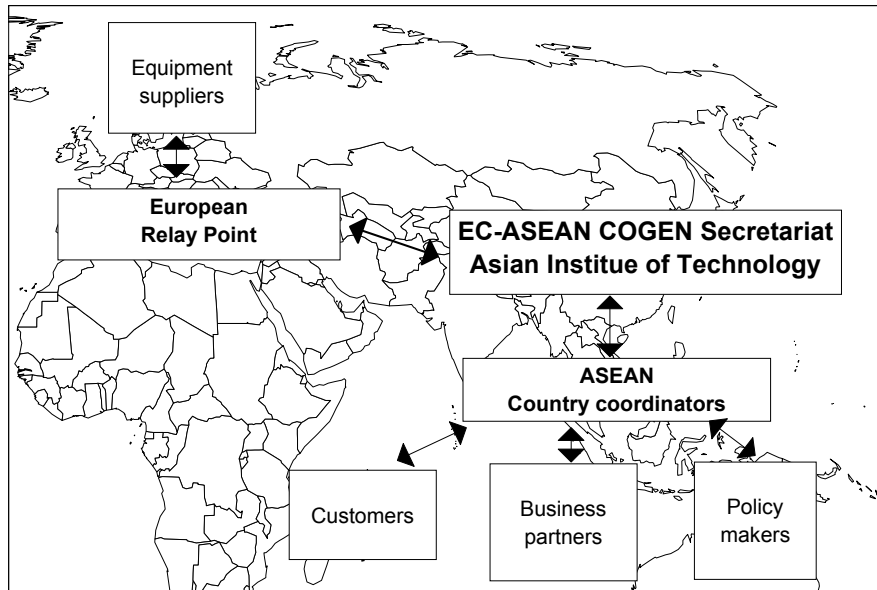 Equipment
suppliers
European
Relay Point
EC-ASEAN COGEN Secretariat
Asian Institue of Technology
ASEAN
Country coordinators
Customers
Business
partners
Policy
makers